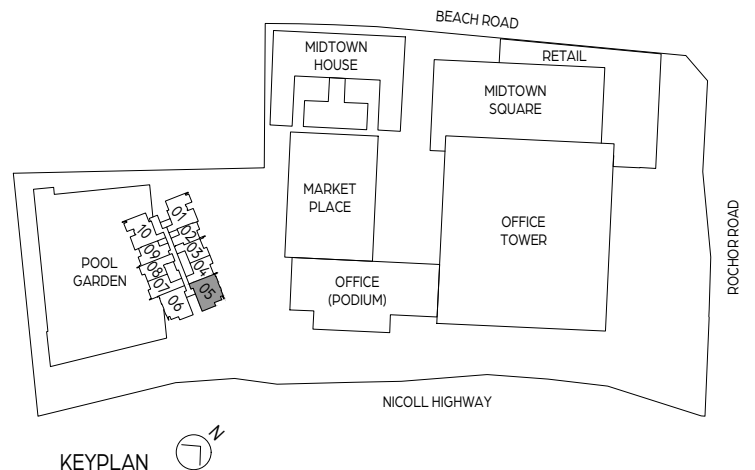 BEACH ROAD
MIDTOWN
HOUSE
RETAIL
MIDTOWN
SQUARE
MARKET
PLACE
OFFICE
TOWER
ROCHOR ROAD
POOL
GARDEN
OFFICE
(PODIUM)
01
02
03
04
05
10
09
08
07
06
NICOLL HIGHWAY
KEYPLAN
N